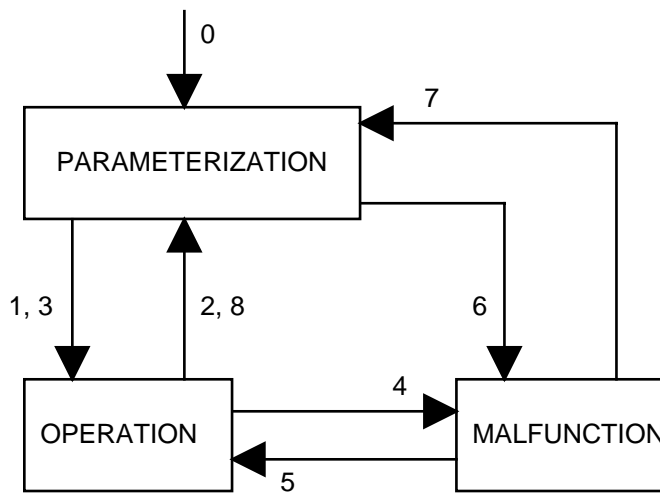 0
7
PARAMETERIZATION
1, 3
2, 8
6
4
OPERATION
MALFUNCTION
5